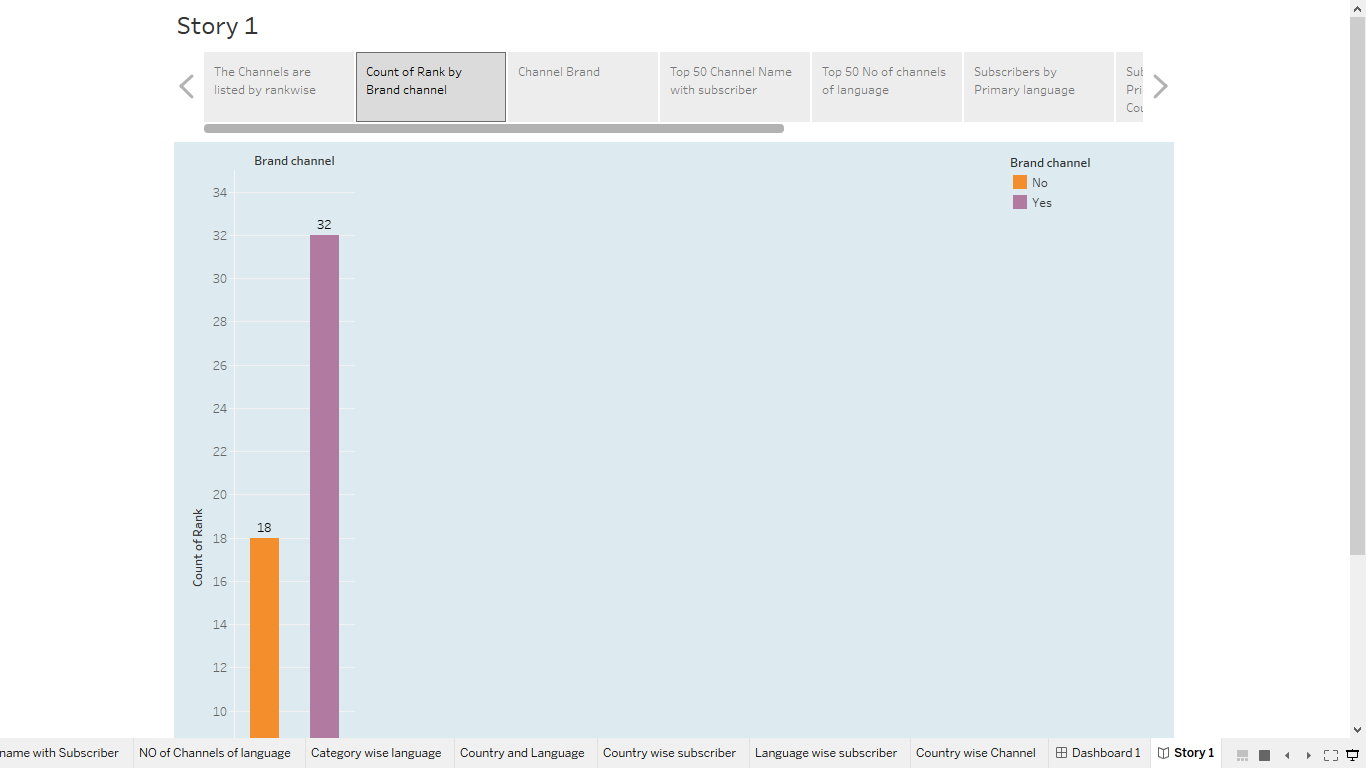 Story 1
The Channels are
listed by rankwise
Count of Rank by
Brand channel
Channel Brand
Top 50 Channel Name
with subscriber
Top 50 No of channels
of language
Subscribers by
Primary language
Brand channel
34
32
30
28
26
24
22
20
18
16
14
12
10
Count of Rank
32
18
Brand channel
No
Yes
name with Subscriber
NO of Channels of language
Category wise language
Country and Language
Country wise subscriber
Language wise subscriber
Country wise Channel
Dashboard 1
Story 1